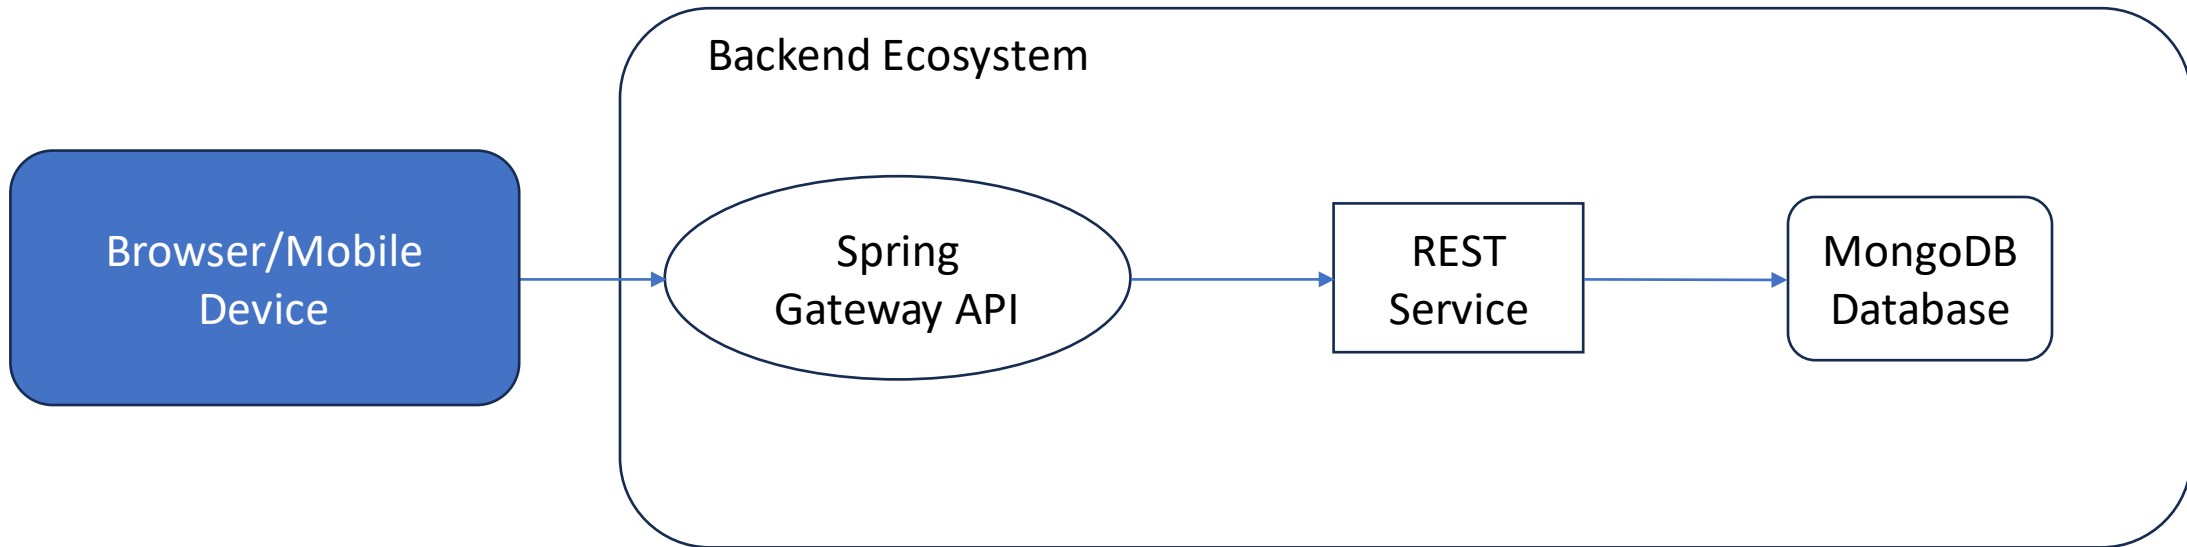 Backend Ecosystem
Browser/Mobile
Device
Spring
Gateway API
REST
Service
MongoDB
Database